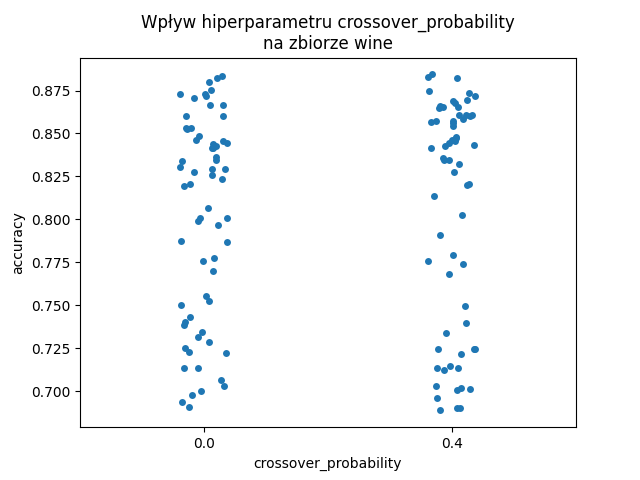 Wpływ hiperparametru crossover_probability
na zbiorze wine
0.875
0.850
0.825
0.800
0.775
0.750
0.725
0.700
accuracy
0.0 0.4
crossover_probability